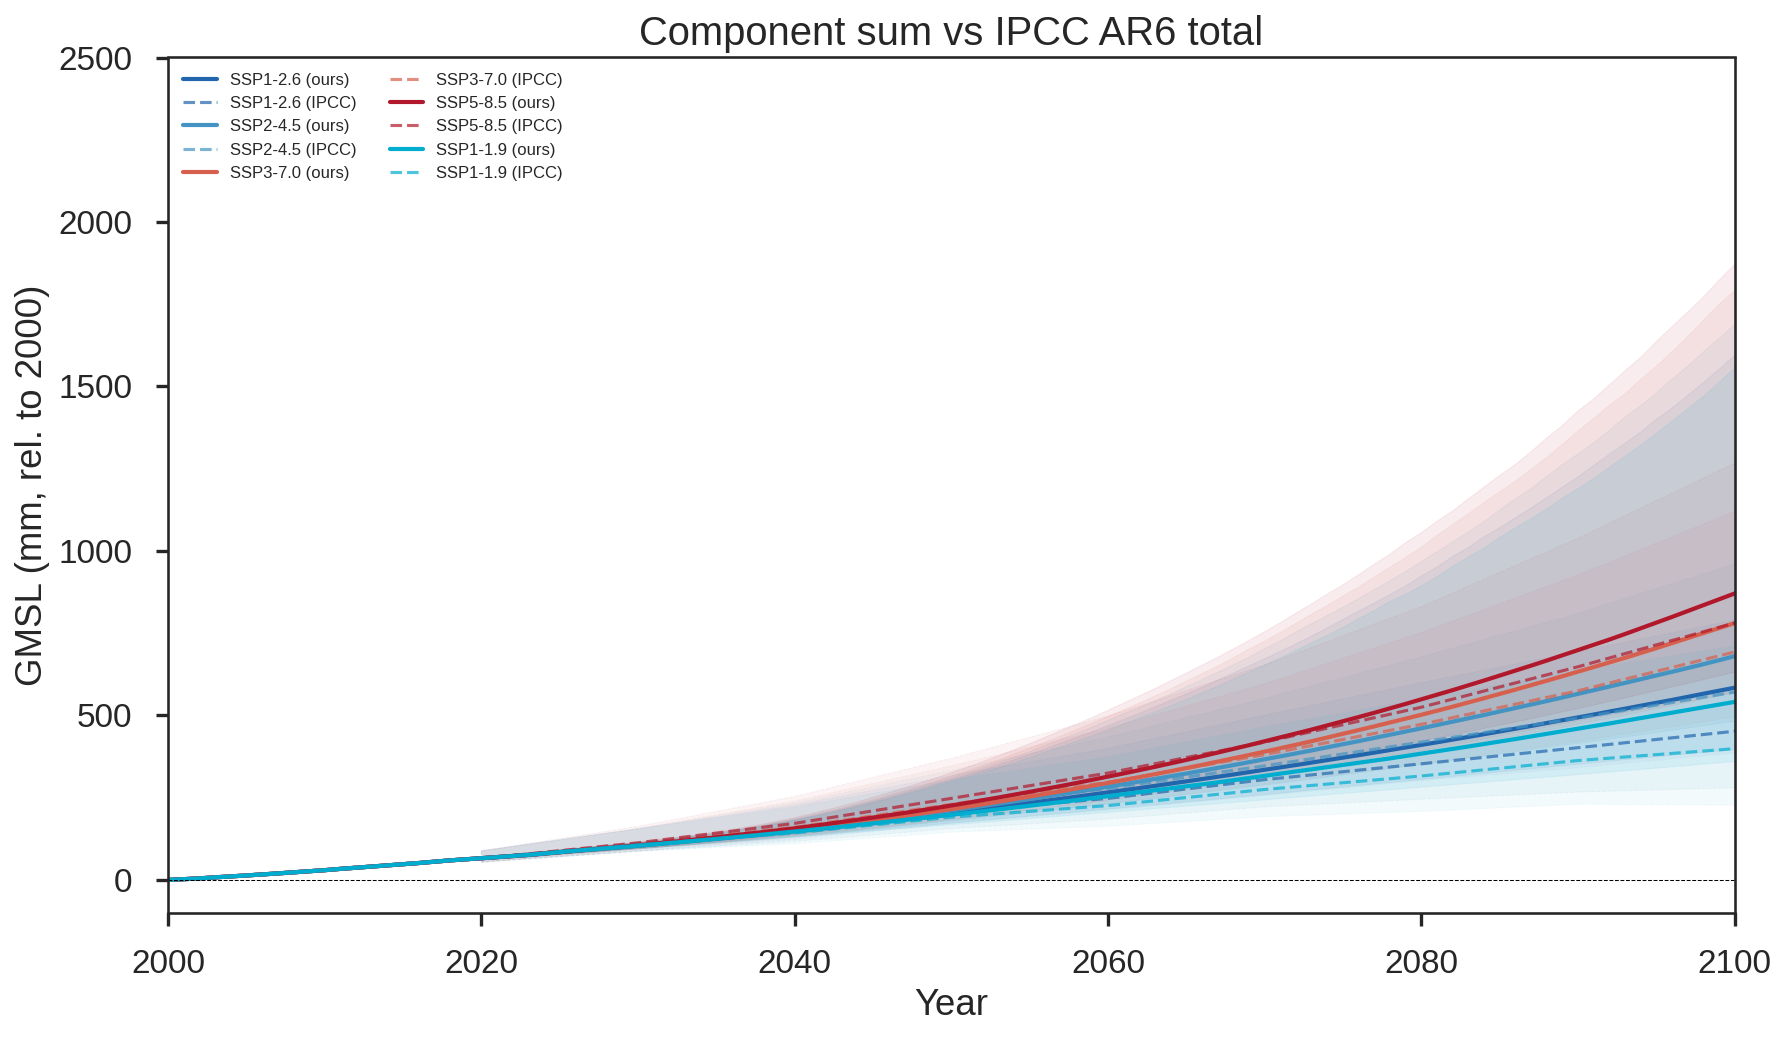 Component sum vs IPCC AR6 total
SSP1-2.6 (ours)
SSP1-2.6 (IPCC)
SSP2-4.5 (ours)
SSP2-4.5 (IPCC)
SSP3-7.0 (ours)
SSP3-7.0 (IPCC)
SSP5-8.5 (ours)
SSP5-8.5 (IPCC)
SSP1-1.9 (ours)
SSP1-1.9 (IPCC)
GMSL (mm, rel. to 2000)
2500
2000
1500
1000
500
0
2000 2020 2040 2060 2080 2100
Year